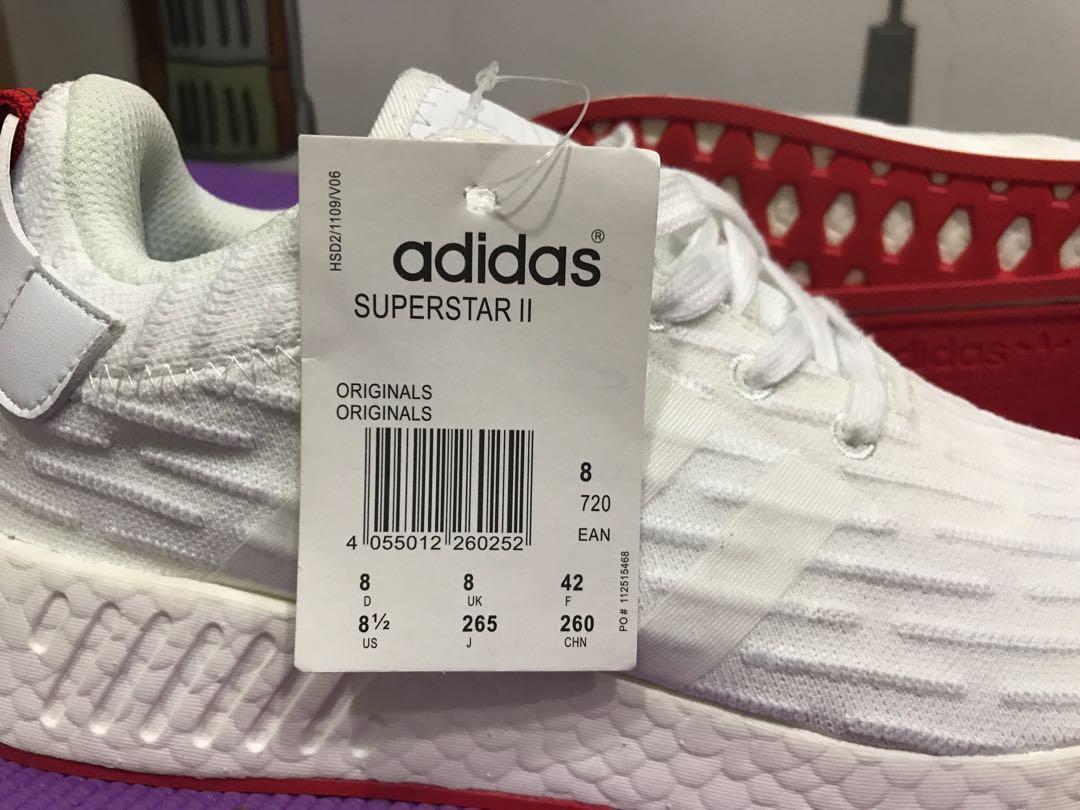 HSD2/1109/V06
adidas®
SUPERSTAR II
ORIGINALS
ORIGINALS
8
720
EAN
4 055012 260252
8 8 42
D UK F
8½ 265 260
US J CHN
PO# 112515468
adidas